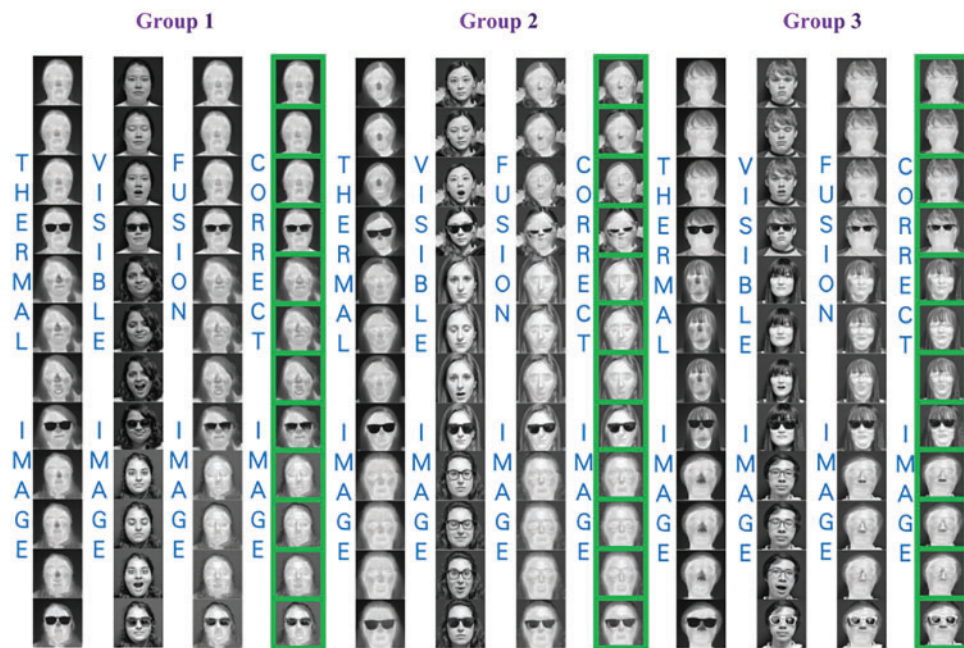 Group 1
Group 2
Group 3
THERMAL IMAGE
VISIBLE IMAGE
FUSION IMAGE
CORRECT IMAGE
THERMAL IMAGE
VISIBLE IMAGE
FUSION IMAGE
CORRECT IMAGE
THERMAL IMAGE
VISIBLE IMAGE
FUSION IMAGE
CORRECT IMAGE